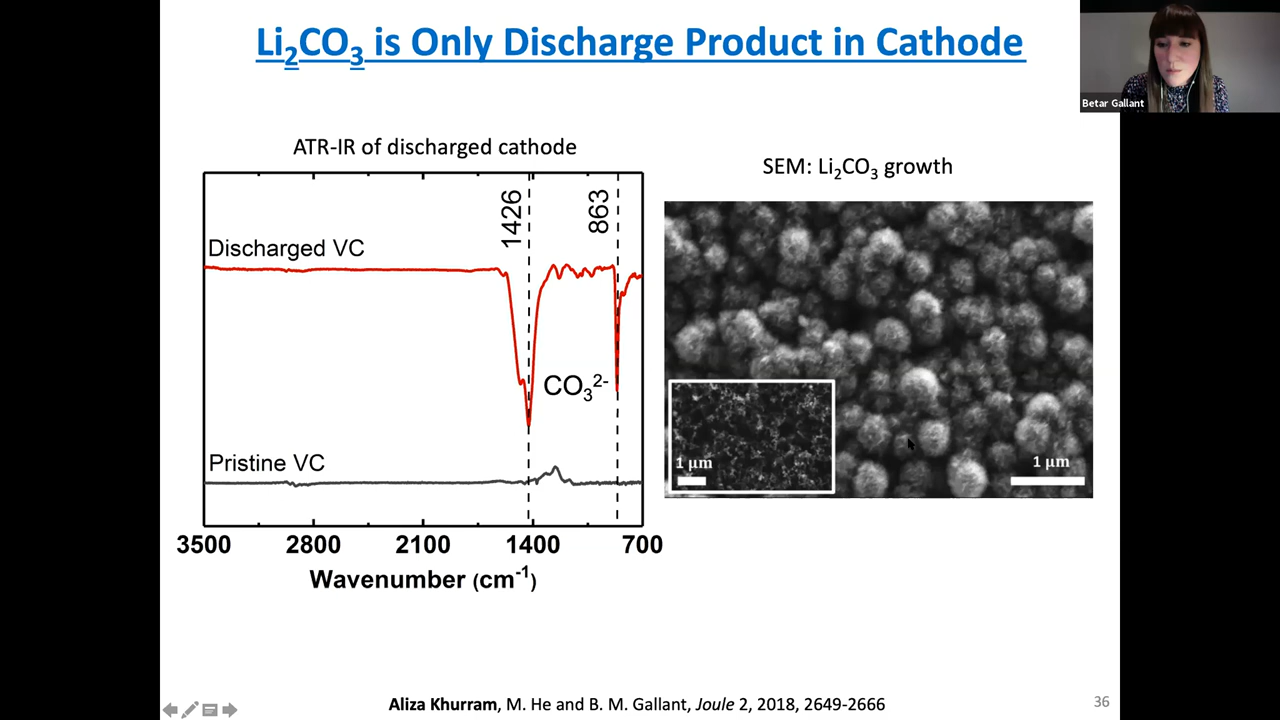 Li₂CO₃ is Only Discharge Product in Cathode
Betar Gallant
ATR-IR of discharged cathode
1426
863
Discharged VC
CO₃²⁻
Pristine VC
3500 2800 2100 1400 700
Wavenumber (cm⁻¹)
SEM: Li₂CO₃ growth
1 μm
1 μm
Aliza Khurram, M. He and B. M. Gallant, Joule 2, 2018, 2649-2666
36